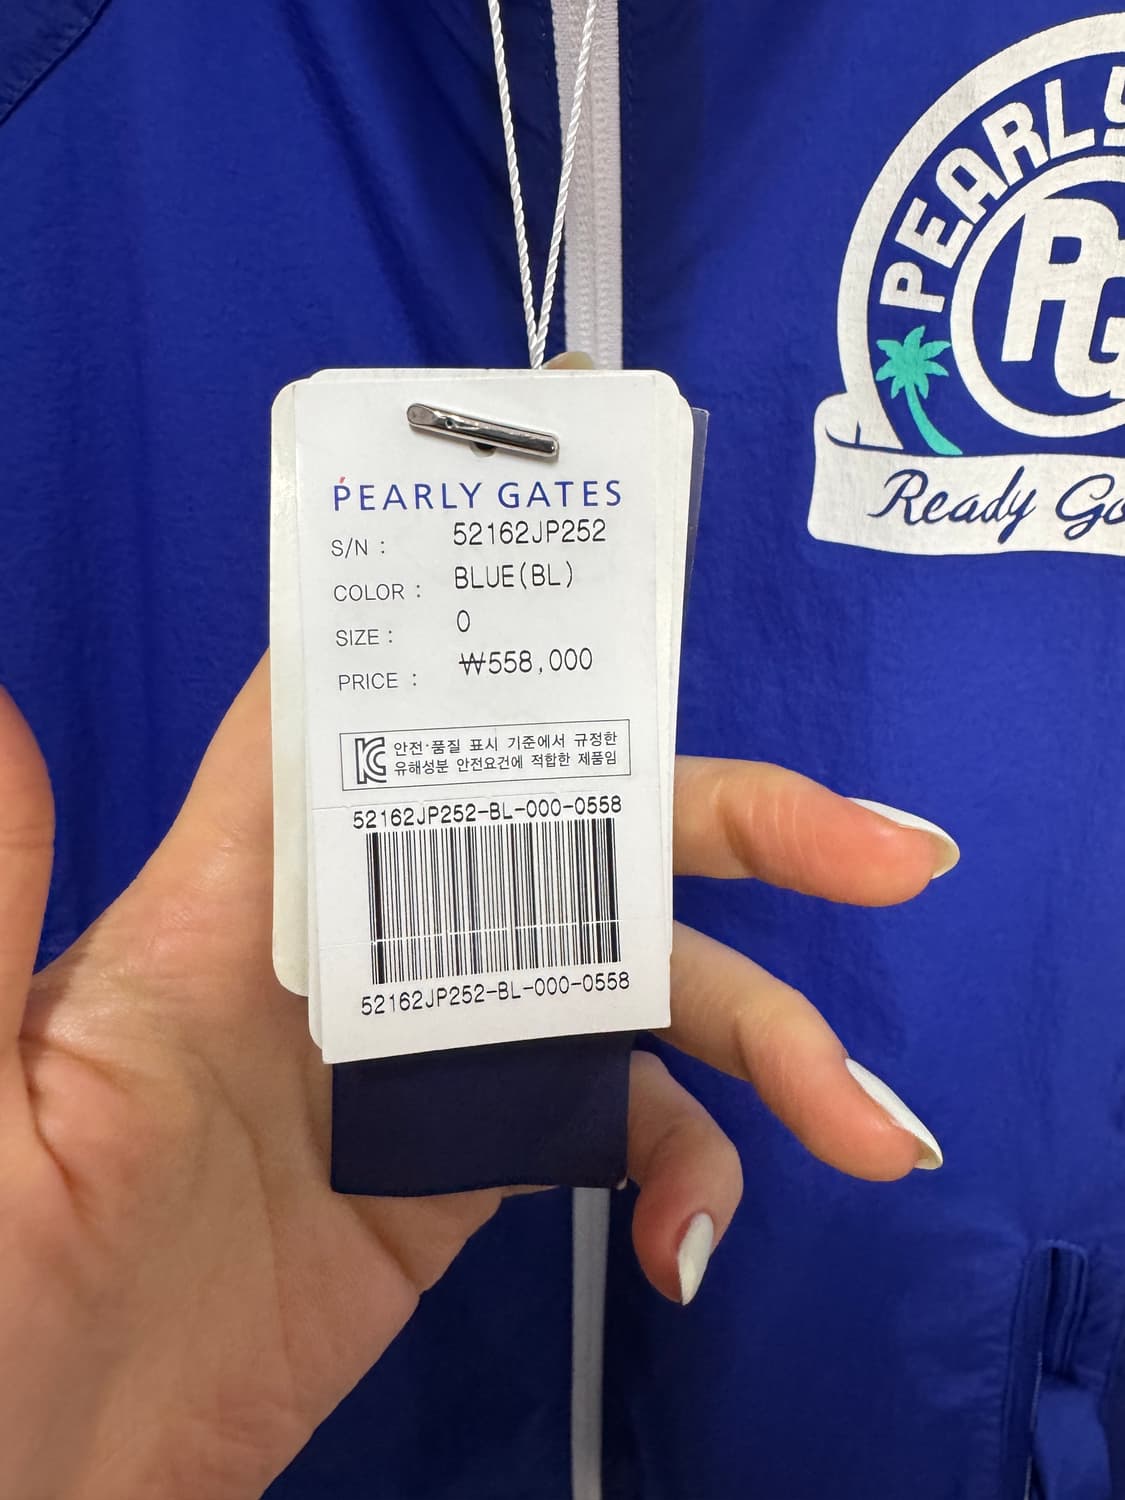 PEARLY
PG
Ready Go
PEARLY GATES
S/N : 52162JP252
COLOR : BLUE(BL)
SIZE : 0
PRICE : ₩558,000
안전·품질 표시 기준에서 규정한
유해성분 안전요건에 적합한 제품임
52162JP252-BL-000-0558
52162JP252-BL-000-0558